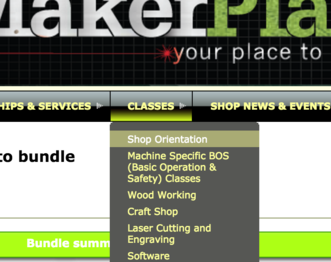 MakerPla
your place to
HIPS & SERVICES
CLASSES
SHOP NEWS & EVENTS
to bundle
Shop Orientation
Machine Specific BOS
(Basic Operation &
Safety) Classes
Wood Working
Craft Shop
Laser Cutting and
Engraving
Software
Bundle summ